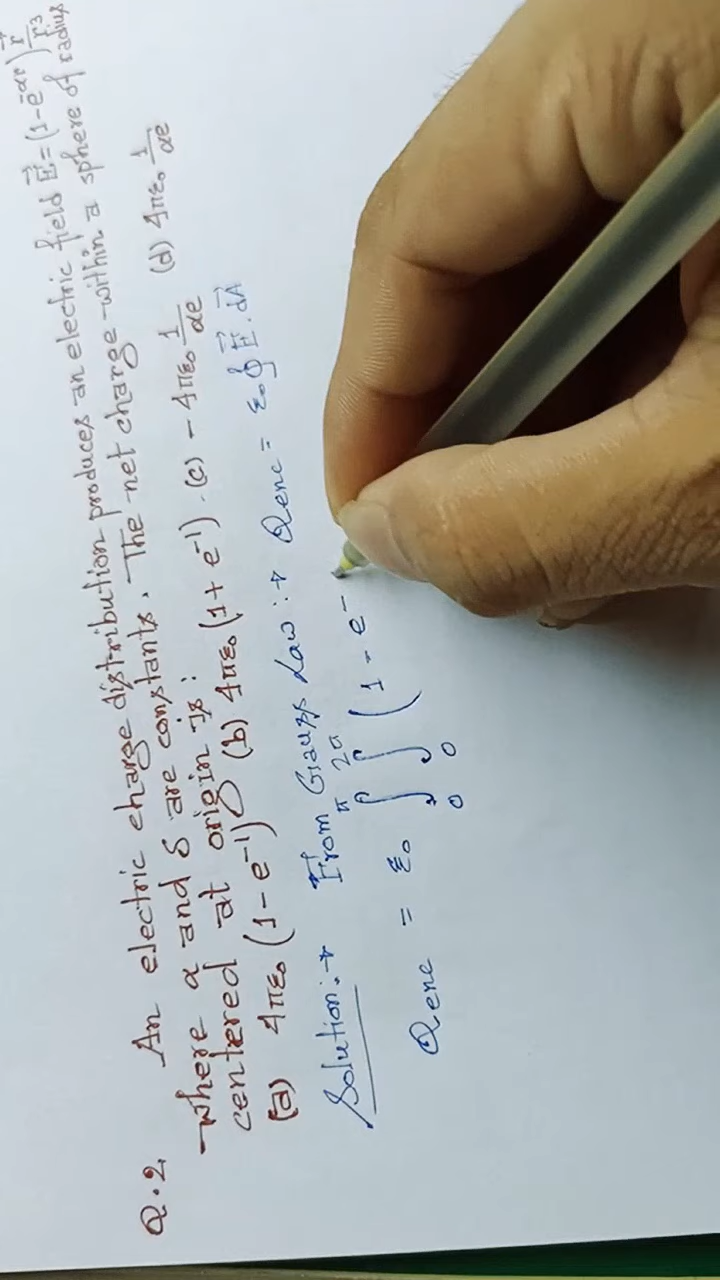 Q.2 An electric charge distribution produces an electric field E⃗ = (1-e^-αr) r⃗/r³
where α and δ are constants. The net charge within a sphere of radius
centered at origin is:
(a) 4πε₀ (1-e⁻¹) (b) 4πε₀ (1+e⁻¹). (c) -4πε₀ 1/αe (d) 4πε₀ 1/αe
Solution:→ From Gauss Law:→ Qenc = ε₀∮E⃗.dA⃗
Qenc = ε₀ ∫₀^π ∫₀^2π (1-e⁻